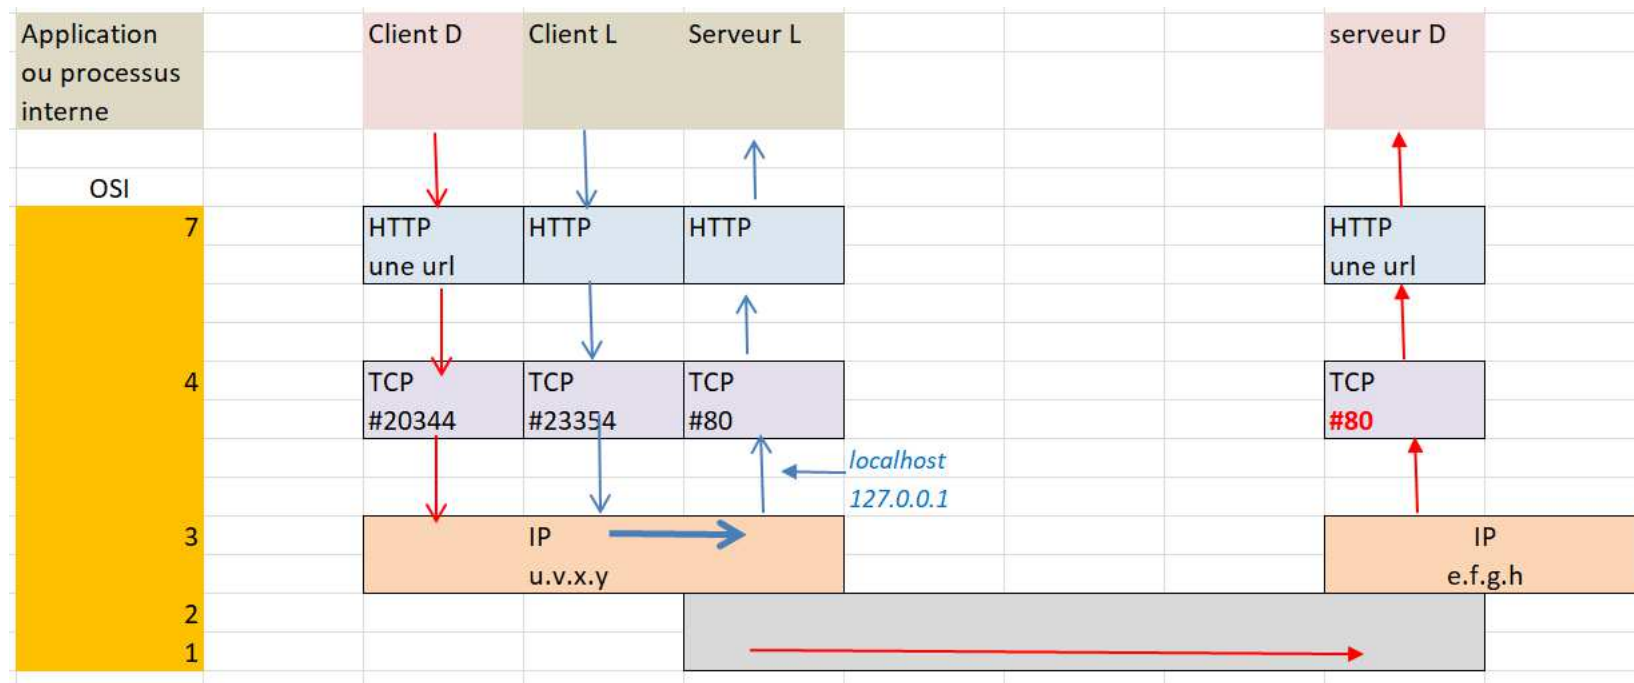 Application
ou processus
interne
Client D
Client L
Serveur L
serveur D
OSI
7
HTTP
une url
HTTP
HTTP
HTTP
une url
4
TCP
#20344
TCP
#23354
TCP
#80
TCP
#80
localhost
127.0.0.1
3
IP
u.v.x.y
IP
e.f.g.h
2
1